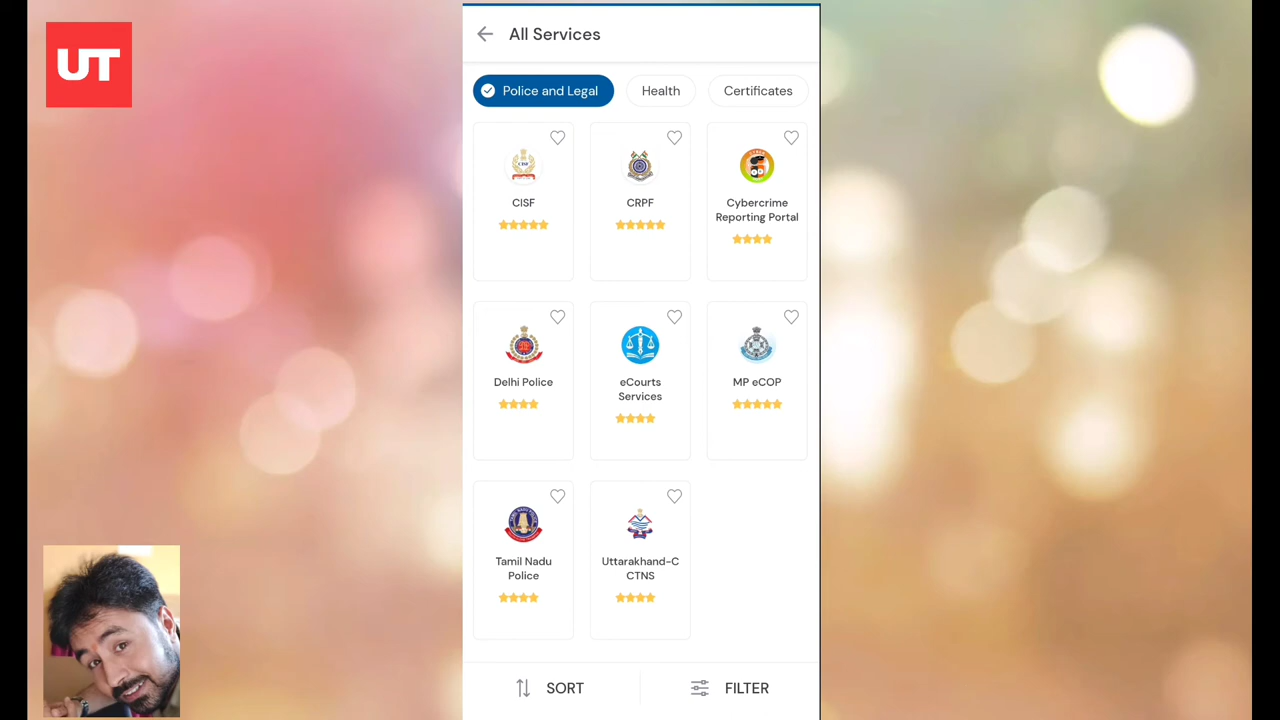 UT
All Services
Police and Legal
Health
Certificates
CISF
CRPF
Cybercrime
Reporting Portal
Delhi Police
eCourts
Services
MP eCOP
Tamil Nadu
Police
Uttarakhand-C
CTNS
SORT
FILTER